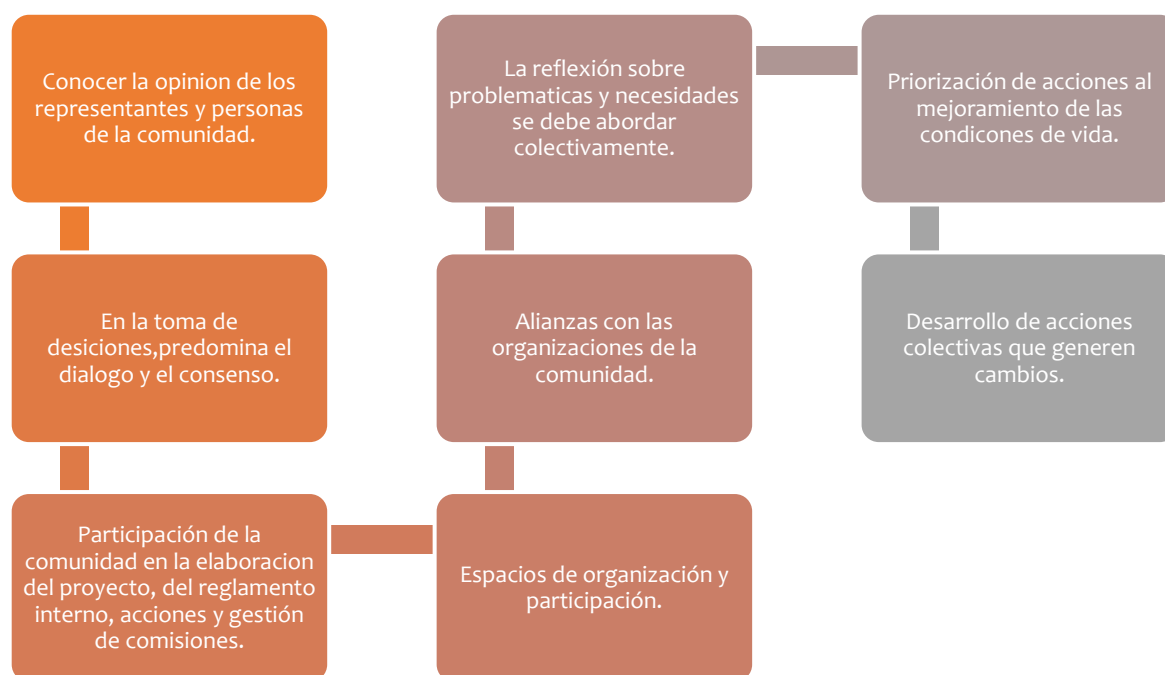 Conocer la opinion de los
representantes y personas
de la comunidad.
En la toma de
desiciones,predomina el
dialogo y el consenso.
Participación de la
comunidad en la elaboracion
del proyecto, del reglamento
interno, acciones y gestión
de comisiones.
Espacios de organización y
participación.
Alianzas con las
organizaciones de la
comunidad.
La reflexión sobre
problematicas y necesidades
se debe abordar
colectivamente.
Priorización de acciones al
mejoramiento de las
condicones de vida.
Desarrollo de acciones
colectivas que generen
cambios.